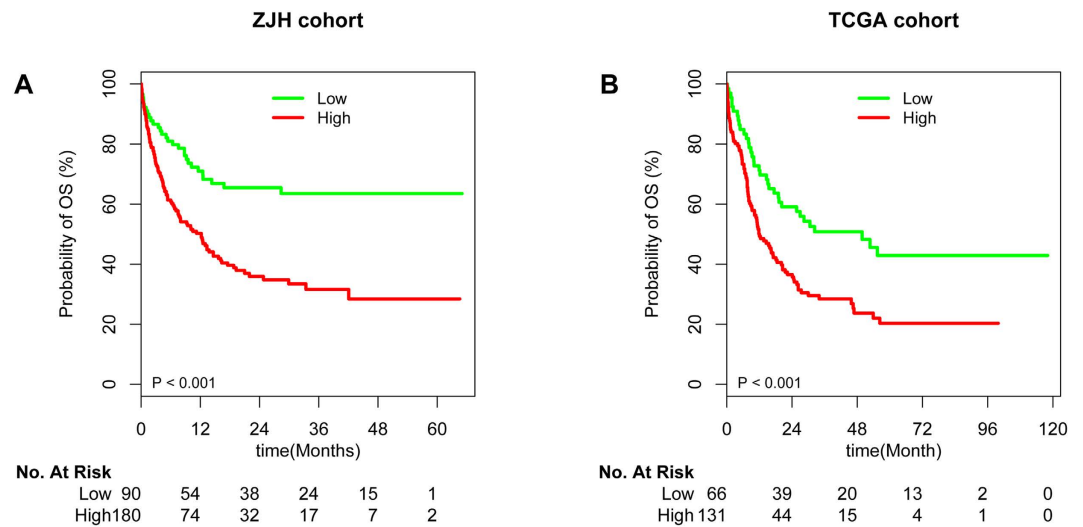 ZJH cohort
TCGA cohort
A
Probability of OS (%)
100
80
60
40
20
0
Low
High
P < 0.001
0 12 24 36 48 60
time(Months)
No. At Risk
Low 90 54 38 24 15 1
High180 74 32 17 7 2
B
Probability of OS (%)
100
80
60
40
20
0
Low
High
P < 0.001
0 24 48 72 96 120
time(Month)
No. At Risk
Low 66 39 20 13 2 0
High 131 44 15 4 1 0